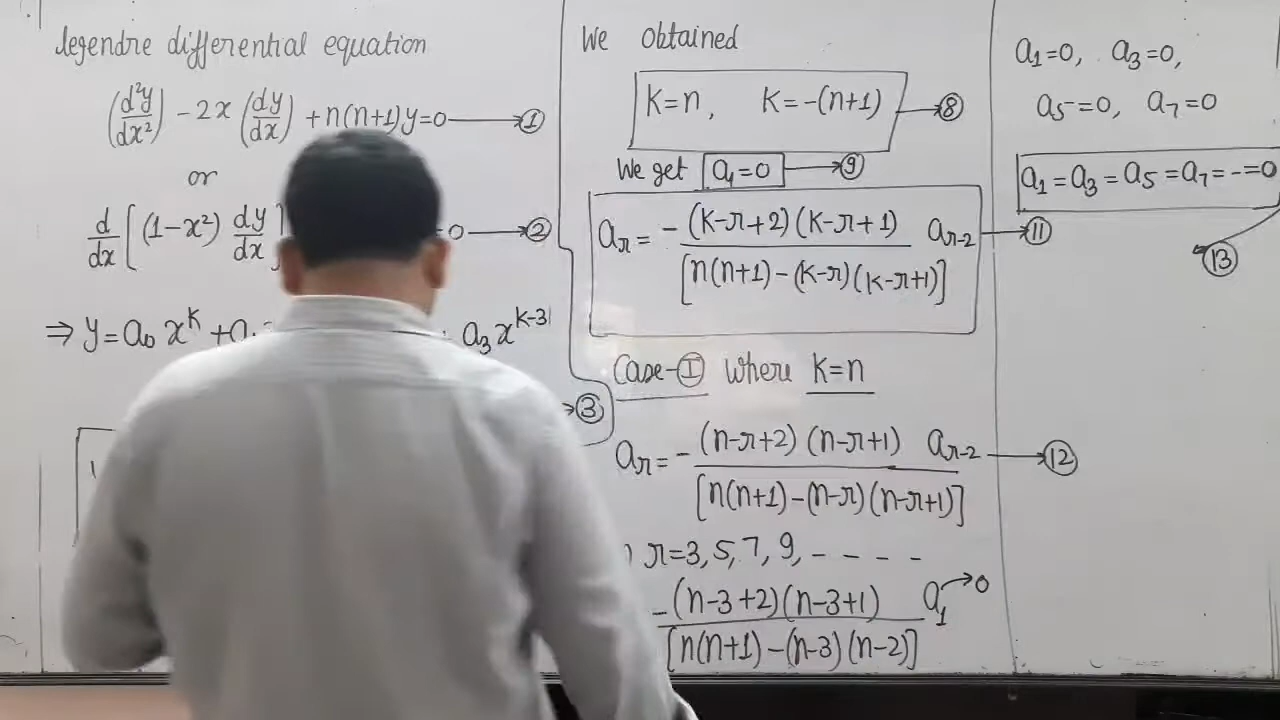 legendre differential equation
(d²y/dx²) - 2x (dy/dx) + n(n+1)y=0 → ①
or
d/dx [(1-x²) dy/dx] 0 → ②
⇒ y = a₀ x^k + a₃ x^(k-3)
→ ③
We obtained
K=n, K=-(n+1) → ⑧
We get a₁=0 → ⑨
aᵣ = - (k-r+2)(k-r+1) / [n(n+1)-(k-r)(k-r+1)] aᵣ₋₂ → ⑪
Case-Ⓘ where k=n
aᵣ = - (n-r+2)(n-r+1) / [n(n+1)-(n-r)(n-r+1)] aᵣ₋₂ → ⑫
r=3, 5, 7, 9, - - - -
- (n-3+2)(n-3+1) / [n(n+1)-(n-3)(n-2)] a₁ → 0
a₁=0, a₃=0,
a₅=0, a₇=0
a₁ = a₃ = a₅ = a₇ = -- = 0
⑬